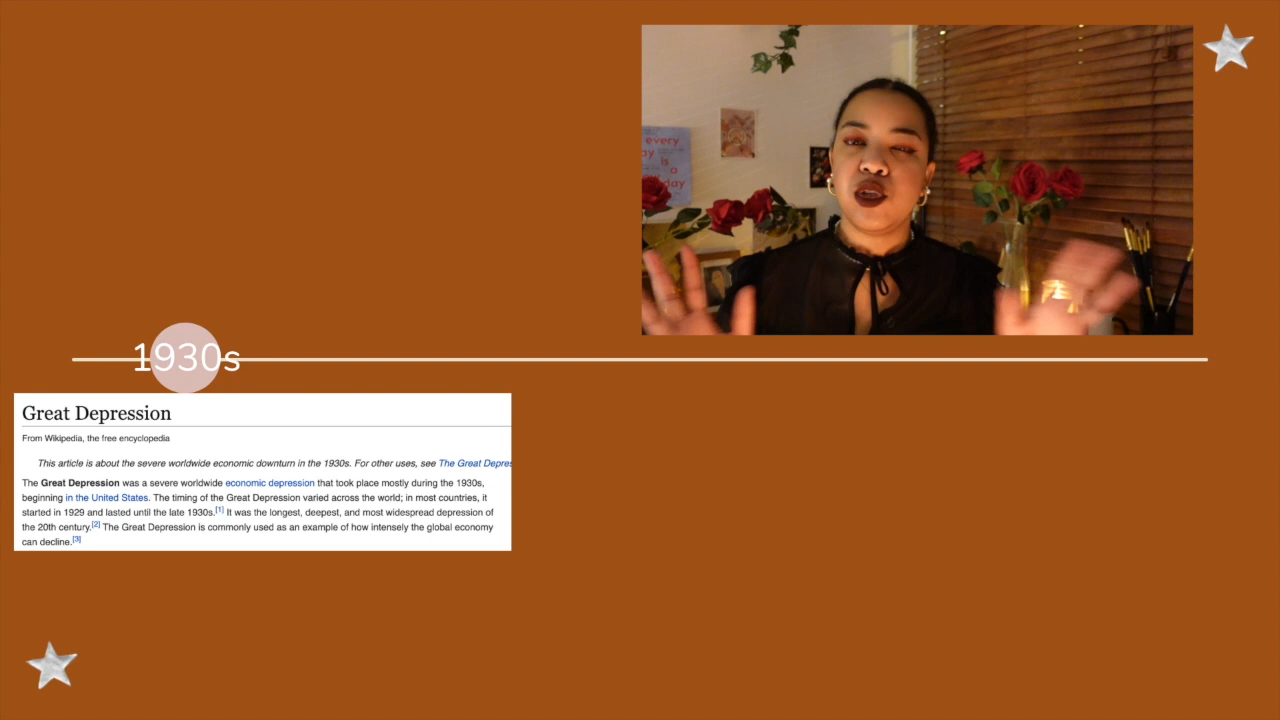 every
ay
is
a
day
1930s
Great Depression
From Wikipedia, the free encyclopedia
This article is about the severe worldwide economic downturn in the 1930s. For other uses, see The Great Depres
The Great Depression was a severe worldwide economic depression that took place mostly during the 1930s,
beginning in the United States. The timing of the Great Depression varied across the world; in most countries, it
started in 1929 and lasted until the late 1930s.[1] It was the longest, deepest, and most widespread depression of
the 20th century.[2] The Great Depression is commonly used as an example of how intensely the global economy
can decline.[3]